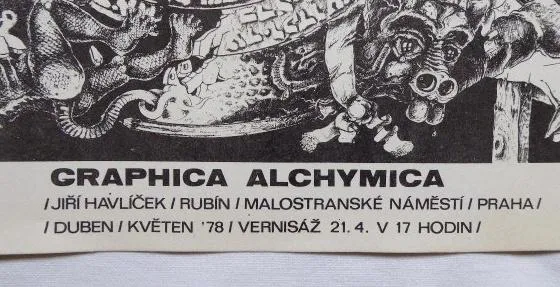 GRAPHICA ALCHYMICA
/JIŘÍ HAVLÍČEK / RUBÍN / MALOSTRANSKÉ NÁMĚSTÍ / PRAHA /
/ DUBEN / KVĚTEN '78 / VERNISÁŽ 21. 4. V 17 HODIN /